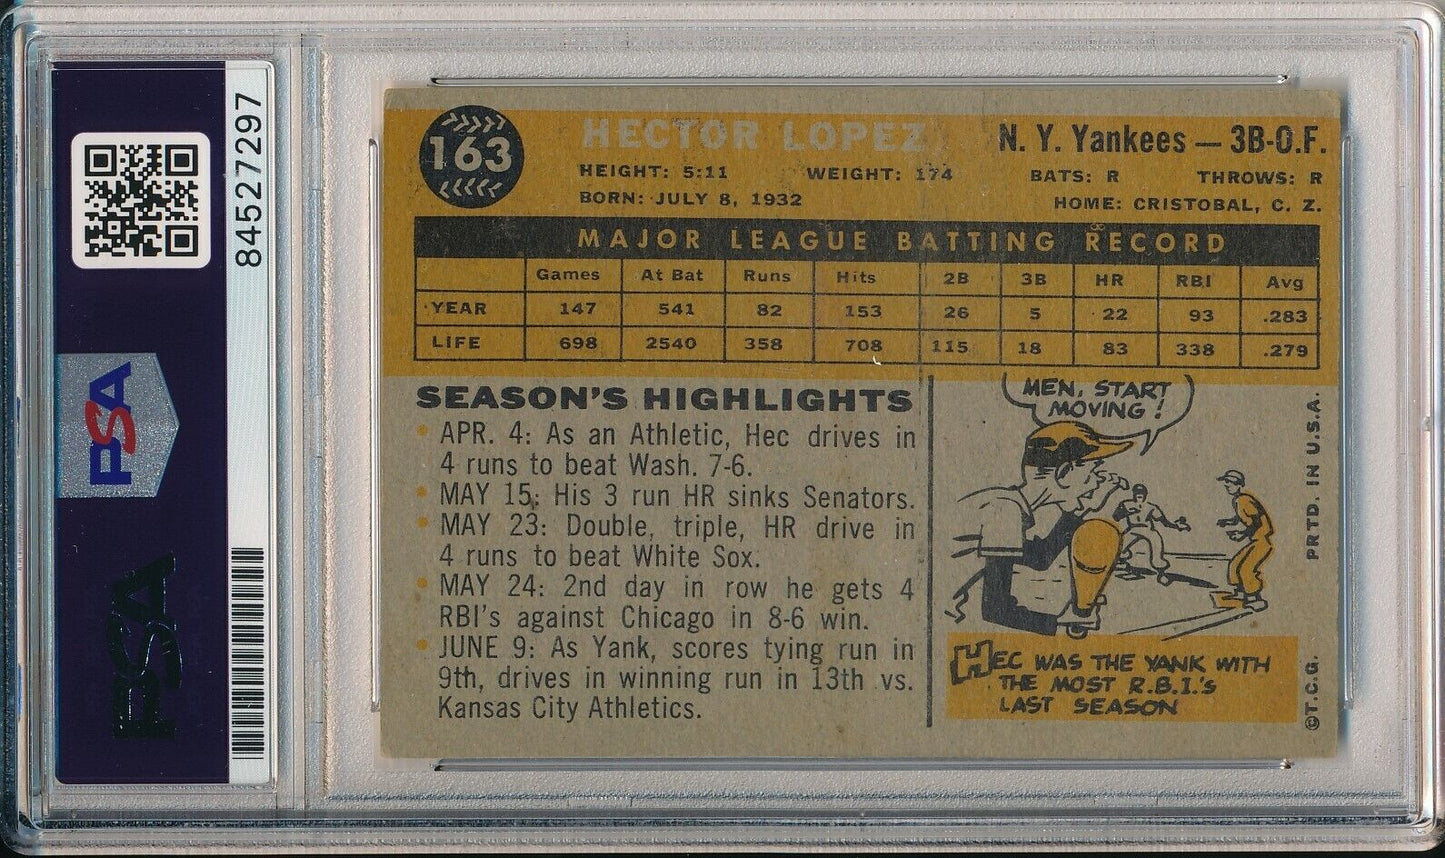 84527297
PSA
PSA
163
HECTOR LOPEZ
N. Y. Yankees — 3B-O.F.
HEIGHT: 5:11 WEIGHT: 174 BATS: R THROWS: R
BORN: JULY 8, 1932 HOME: CRISTOBAL, C. Z.
MAJOR LEAGUE BATTING RECORD
Games At Bat Runs Hits 2B 3B HR RBI Avg
YEAR 147 541 82 153 26 5 22 93 .283
LIFE 698 2540 358 708 115 18 83 338 .279
SEASON'S HIGHLIGHTS
• APR. 4: As an Athletic, Hec drives in
4 runs to beat Wash. 7-6.
• MAY 15: His 3 run HR sinks Senators.
• MAY 23: Double, triple, HR drive in
4 runs to beat White Sox.
• MAY 24: 2nd day in row he gets 4
RBI's against Chicago in 8-6 win.
• JUNE 9: As Yank, scores tying run in
9th, drives in winning run in 13th vs.
Kansas City Athletics.
MEN, START
MOVING!
HEC WAS THE YANK WITH
THE MOST R.B.I.'s
LAST SEASON
©T.C.G. PRTD. IN U.S.A.